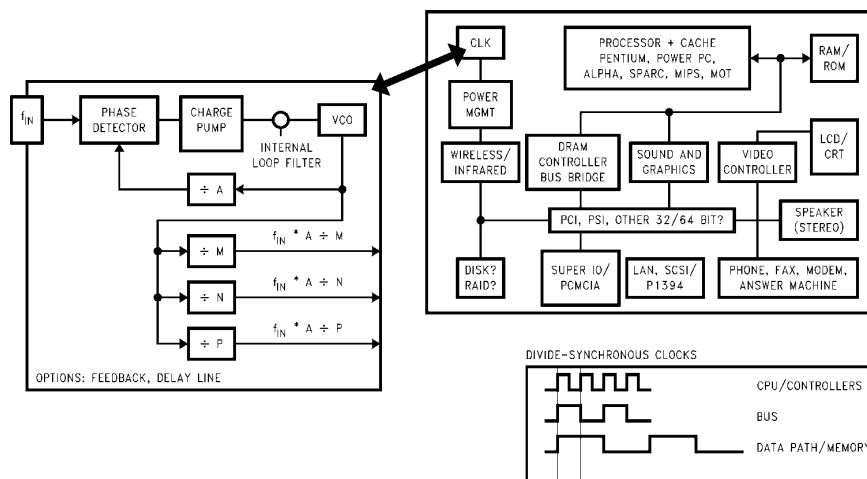 f_IN
PHASE
DETECTOR
CHARGE
PUMP
INTERNAL
LOOP FILTER
VCO
÷ A
÷ M
f_IN * A ÷ M
÷ N
f_IN * A ÷ N
÷ P
f_IN * A ÷ P
OPTIONS: FEEDBACK, DELAY LINE
CLK
POWER
MGMT
WIRELESS/
INFRARED
PROCESSOR + CACHE
PENTIUM, POWER PC,
ALPHA, SPARC, MIPS, MOT
RAM/
ROM
DRAM
CONTROLLER
BUS BRIDGE
SOUND AND
GRAPHICS
VIDEO
CONTROLLER
LCD/
CRT
PCI, PSI, OTHER 32/64 BIT?
SPEAKER
(STEREO)
DISK?
RAID?
SUPER IO/
PCMCIA
LAN, SCSI/
P1394
PHONE, FAX, MODEM,
ANSWER MACHINE
DIVIDE-SYNCHRONOUS CLOCKS
CPU/CONTROLLERS
BUS
DATA PATH/MEMORY